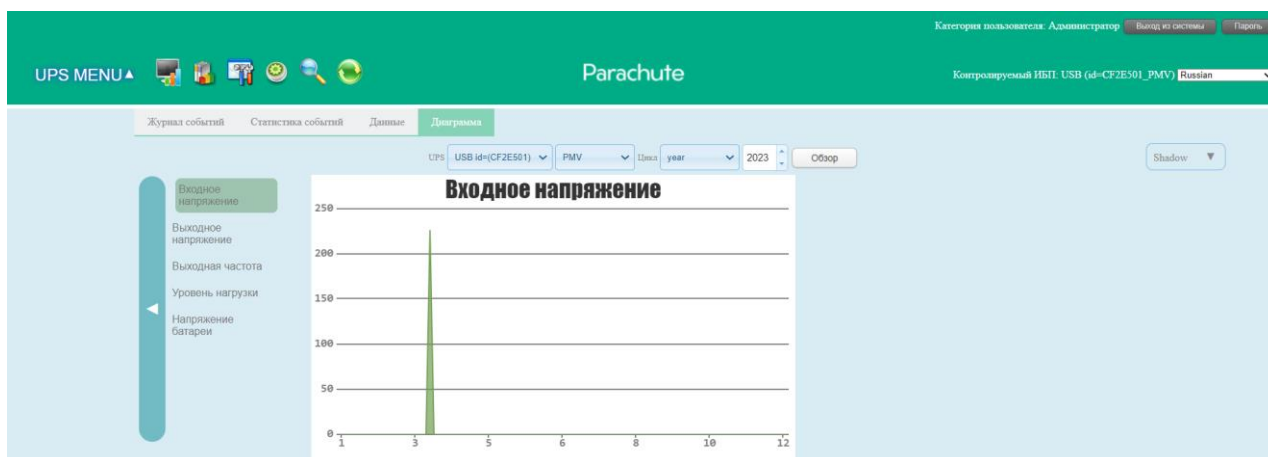 Категория пользователя: Администратор Выход из системы Пароль
UPS MENU▲ Parachute Контролируемый ИБП: USB (id=CF2E501_PMV) Russian
Журнал событий Статистика событий Данные Диаграмма
UPS USB id=(CF2E501) PMV Цикл year 2023 Обзор Shadow ▼
Входное
напряжение
Выходное
напряжение
Выходная частота
Уровень нагрузки
Напряжение
батареи
Входное напряжение
250
200
150
100
50
0
1 3 5 6 8 10 12